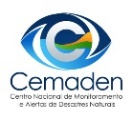 Cemaden
Centro Nacional de Monitoramento
e Alertas de Desastres Naturais